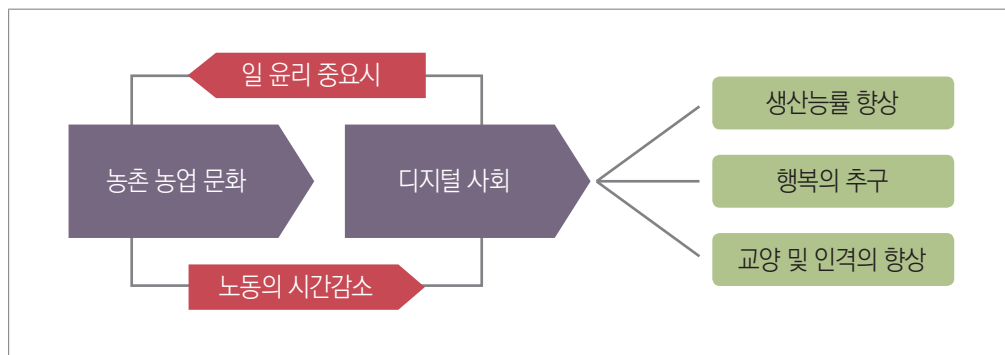 일 윤리 중요시
농촌 농업 문화
디지털 사회
노동의 시간감소
생산능률 향상
행복의 추구
교양 및 인격의 향상